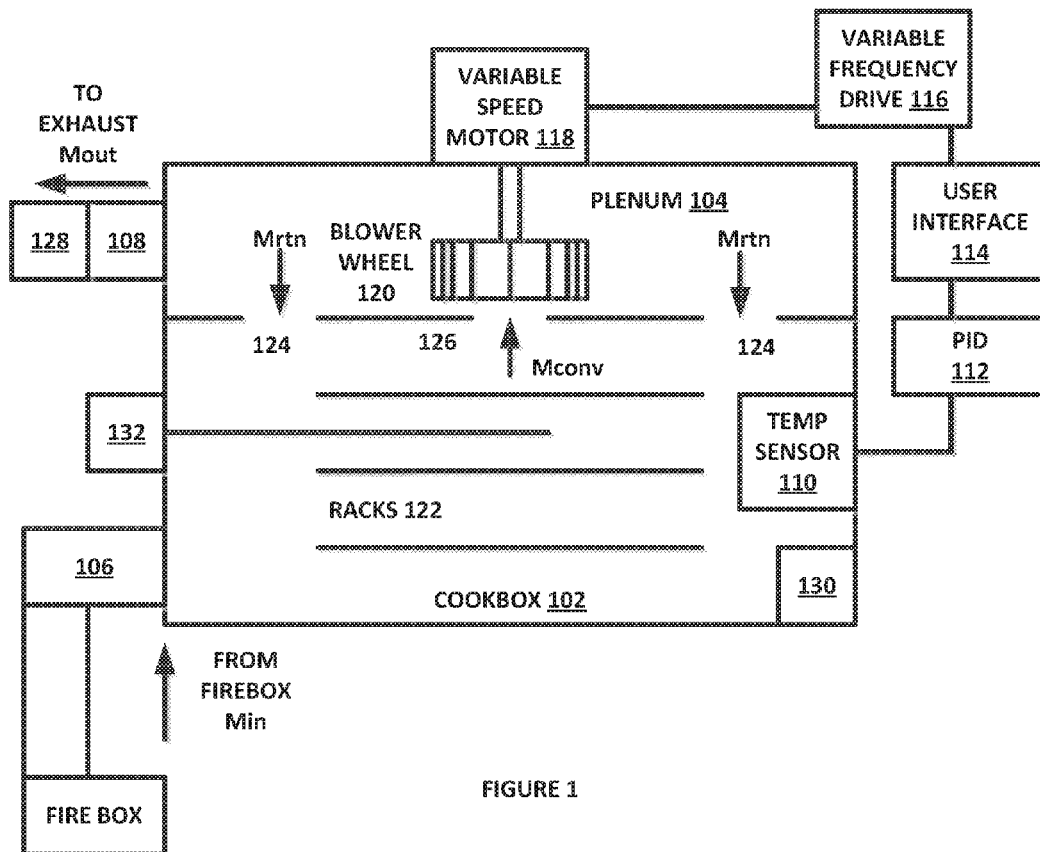 VARIABLE
FREQUENCY
DRIVE 116
VARIABLE
SPEED
MOTOR 118
TO
EXHAUST
Mout
USER
INTERFACE
114
PLENUM 104
128
108
Mrtn
BLOWER
WHEEL
120
Mrtn
124
126
Mconv
124
PID
112
132
TEMP
SENSOR
110
RACKS 122
106
COOKBOX 102
130
FROM
FIREBOX
Min
FIRE BOX
FIGURE 1